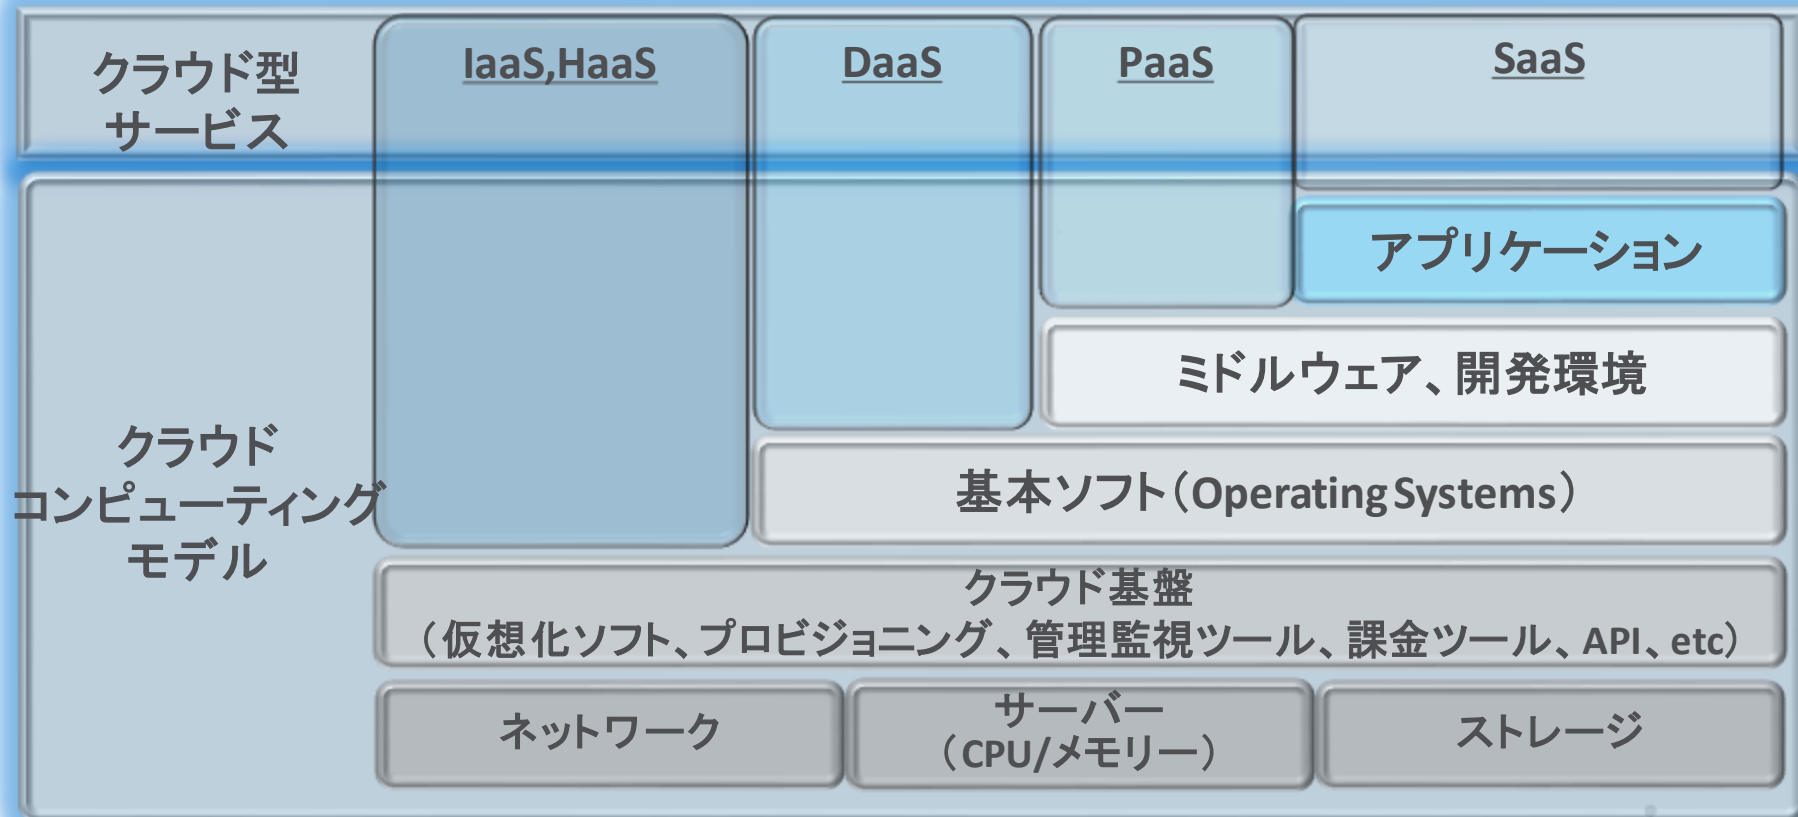 クラウド型
サービス
IaaS,HaaS
DaaS
PaaS
SaaS
アプリケーション
ミドルウェア、開発環境
基本ソフト（Operating Systems）
クラウド
コンピューティング
モデル
クラウド基盤
（仮想化ソフト、プロビジョニング、管理監視ツール、課金ツール、API、etc）
ネットワーク
サーバー
（CPU/メモリー）
ストレージ